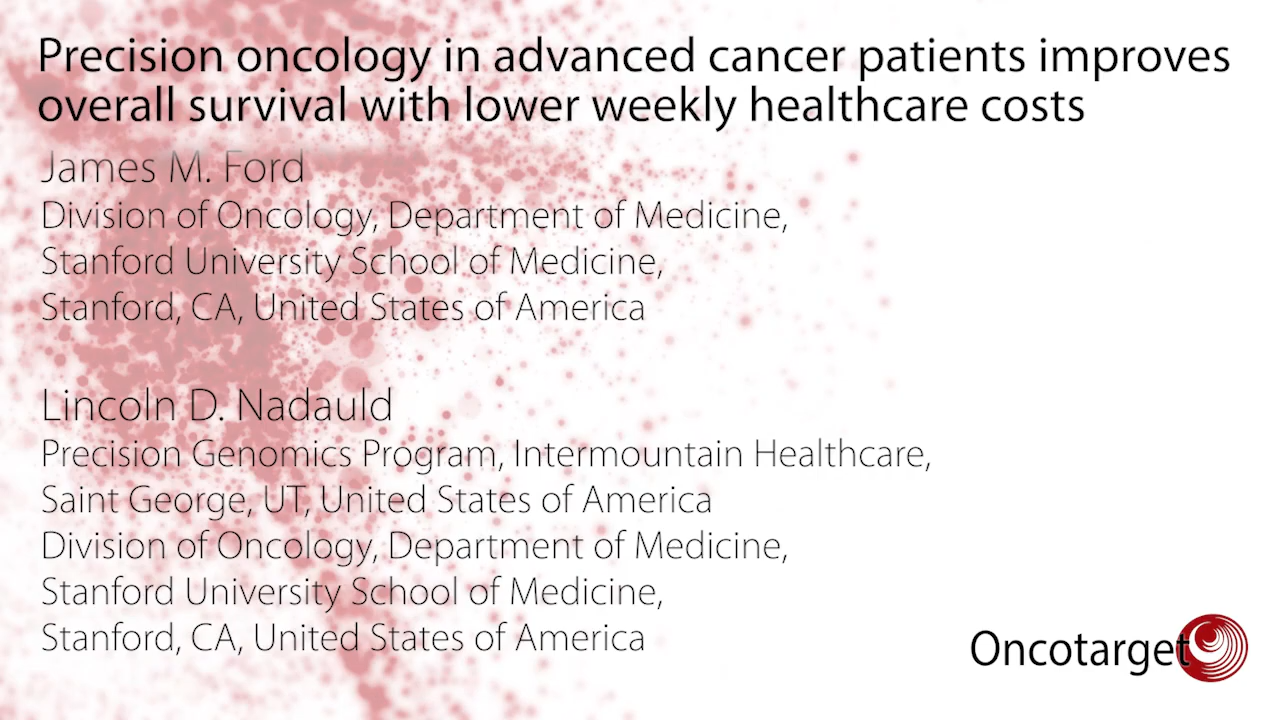 Precision oncology in advanced cancer patients improves
overall survival with lower weekly healthcare costs
James M. Ford
Division of Oncology, Department of Medicine,
Stanford University School of Medicine,
Stanford, CA, United States of America
Lincoln D. Nadauld
Precision Genomics Program, Intermountain Healthcare,
Saint George, UT, United States of America
Division of Oncology, Department of Medicine,
Stanford University School of Medicine,
Stanford, CA, United States of America
Oncotarget